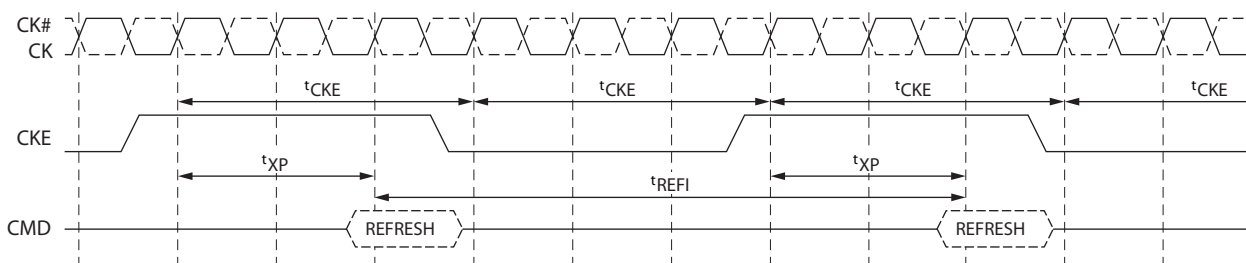 CK#
CK
tCKE tCKE tCKE tCKE
CKE
tXP tXP
tREFI
CMD REFRESH REFRESH